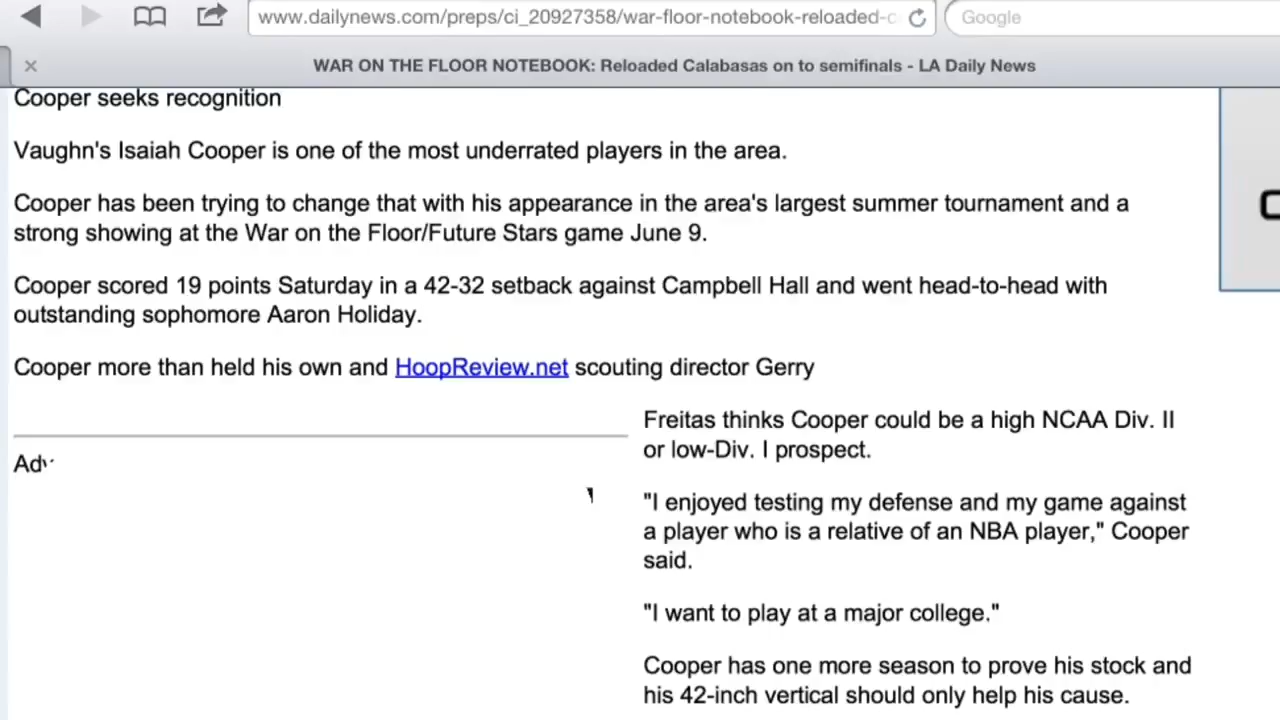 www.dailynews.com/preps/ci_20927358/war-floor-notebook-reloaded-c
Google
WAR ON THE FLOOR NOTEBOOK: Reloaded Calabasas on to semifinals - LA Daily News
Cooper seeks recognition
Vaughn's Isaiah Cooper is one of the most underrated players in the area.
Cooper has been trying to change that with his appearance in the area's largest summer tournament and a
strong showing at the War on the Floor/Future Stars game June 9.
Cooper scored 19 points Saturday in a 42-32 setback against Campbell Hall and went head-to-head with
outstanding sophomore Aaron Holiday.
Cooper more than held his own and HoopReview.net scouting director Gerry
Freitas thinks Cooper could be a high NCAA Div. II
or low-Div. I prospect.
"I enjoyed testing my defense and my game against
a player who is a relative of an NBA player," Cooper
said.
"I want to play at a major college."
Cooper has one more season to prove his stock and
his 42-inch vertical should only help his cause.